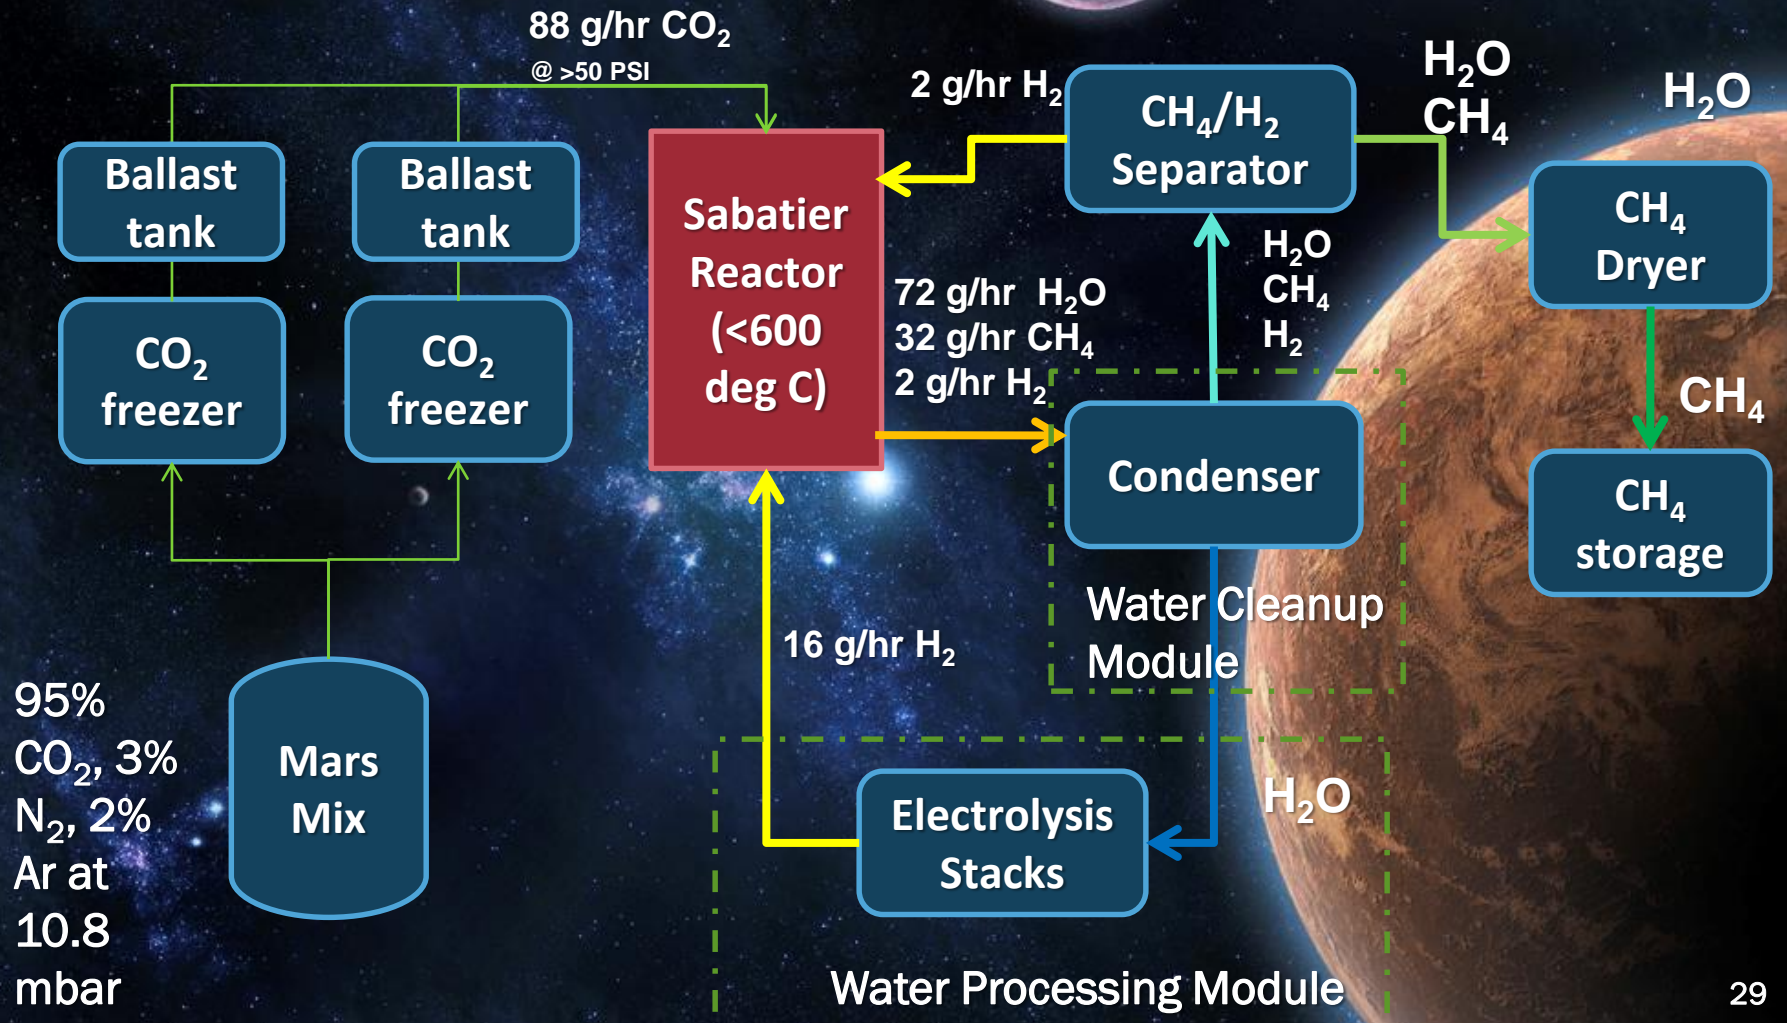 88 g/hr CO₂
@ >50 PSI
Ballast
tank
Ballast
tank
CO₂
freezer
CO₂
freezer
Mars
Mix
95%
CO₂, 3%
N₂, 2%
Ar at
10.8
mbar
Sabatier
Reactor
(<600
deg C)
2 g/hr H₂
72 g/hr H₂O
32 g/hr CH₄
2 g/hr H₂
16 g/hr H₂
CH₄/H₂
Separator
H₂O
CH₄
H₂
Condenser
Water Cleanup
Module
H₂O
Electrolysis
Stacks
Water Processing Module
H₂O
CH₄
H₂O
CH₄
Dryer
CH₄
CH₄
storage
29